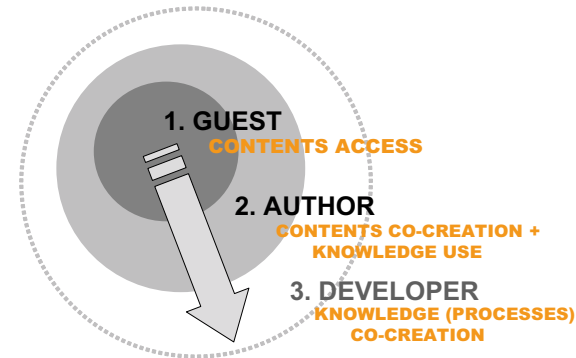 1. GUEST
CONTENTS ACCESS
2. AUTHOR
CONTENTS CO-CREATION +
KNOWLEDGE USE
3. DEVELOPER
KNOWLEDGE (PROCESSES)
CO-CREATION